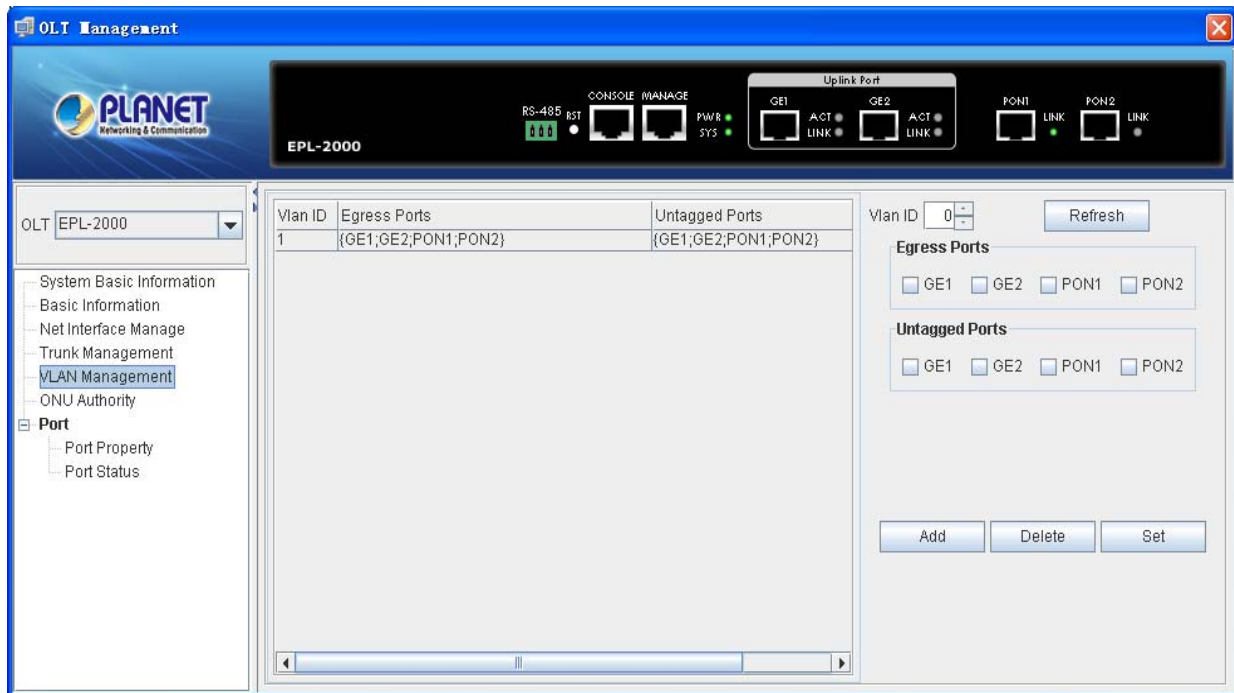 OLT Management
PLANET
Networking & Communication
EPL-2000
RS-485 RST
CONSOLE MANAGE
PWR
SYS
Uplink Port
GE1
ACT
LINK
GE2
ACT
LINK
PON1
LINK
PON2
LINK
OLT EPL-2000
System Basic Information
Basic Information
Net Interface Manage
Trunk Management
VLAN Management
ONU Authority
Port
Port Property
Port Status
Vlan ID Egress Ports Untagged Ports
1 {GE1;GE2;PON1;PON2} {GE1;GE2;PON1;PON2}
Vlan ID 0 Refresh
Egress Ports
GE1 GE2 PON1 PON2
Untagged Ports
GE1 GE2 PON1 PON2
Add Delete Set